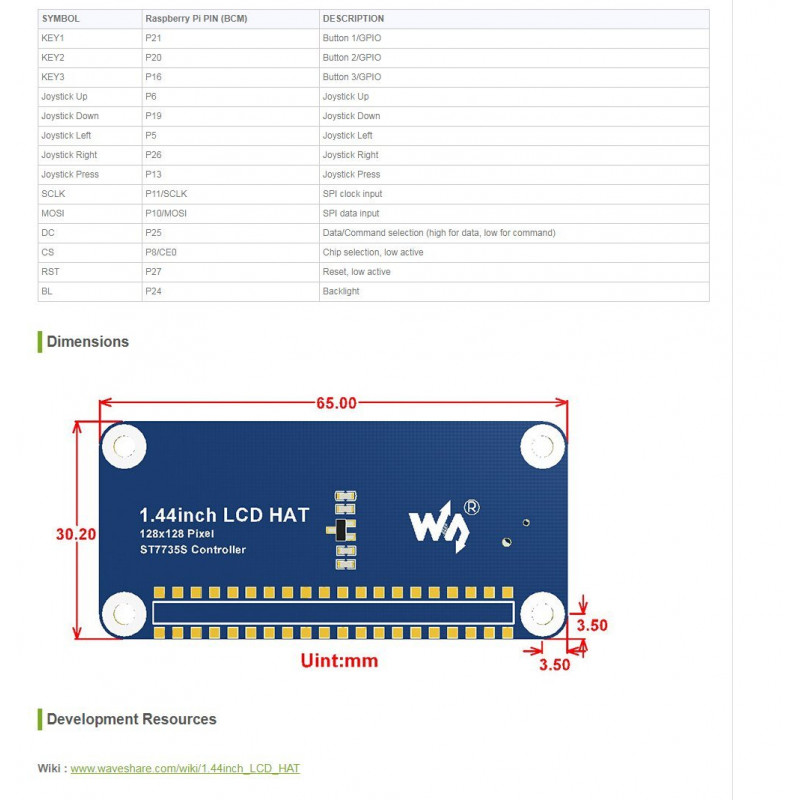 SYMBOL Raspberry Pi PIN (BCM) DESCRIPTION
KEY1 P21 Button 1/GPIO
KEY2 P20 Button 2/GPIO
KEY3 P16 Button 3/GPIO
Joystick Up P6 Joystick Up
Joystick Down P19 Joystick Down
Joystick Left P5 Joystick Left
Joystick Right P26 Joystick Right
Joystick Press P13 Joystick Press
SCLK P11/SCLK SPI clock input
MOSI P10/MOSI SPI data input
DC P25 Data/Command selection (high for data, low for command)
CS P8/CE0 Chip selection, low active
RST P27 Reset, low active
BL P24 Backlight
Dimensions
65.00
30.20
1.44inch LCD HAT
128x128 Pixel
ST7735S Controller
®
3.50
3.50
Uint:mm
Development Resources
Wiki : www.waveshare.com/wiki/1.44inch_LCD_HAT